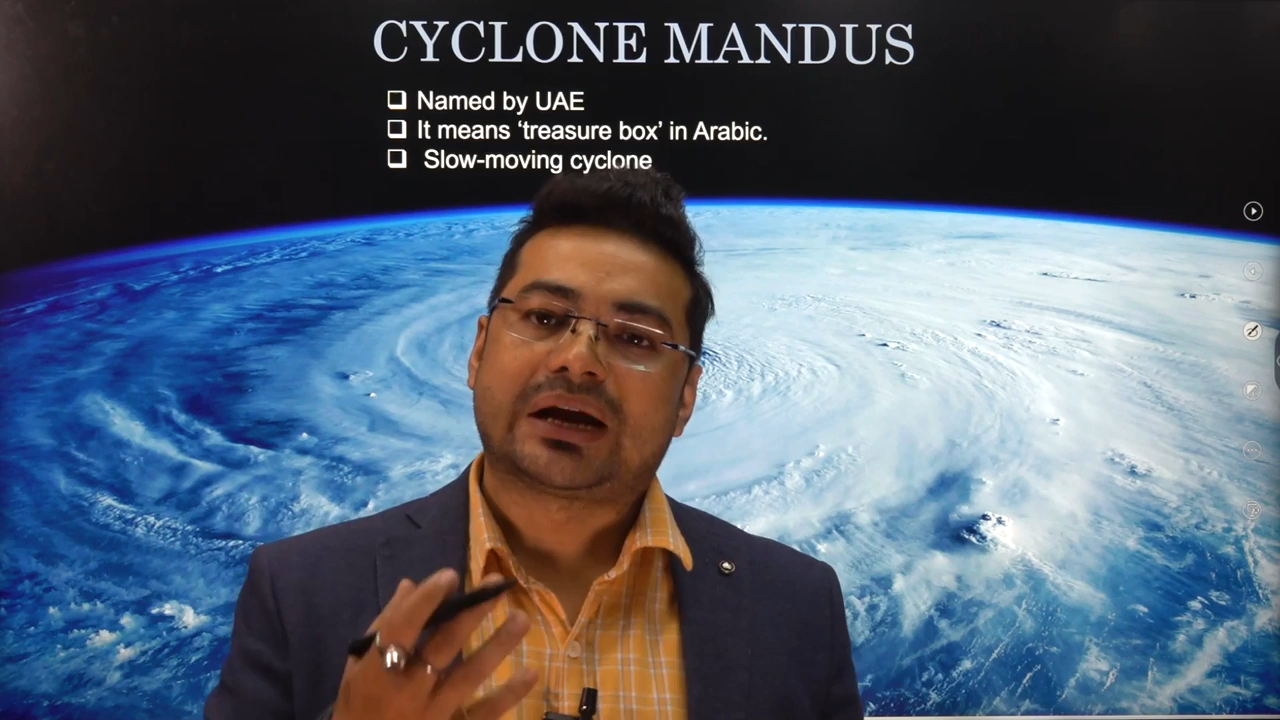 CYCLONE MANDUS
❑ Named by UAE
❑ It means ‘treasure box’ in Arabic.
❑ Slow-moving cyclone